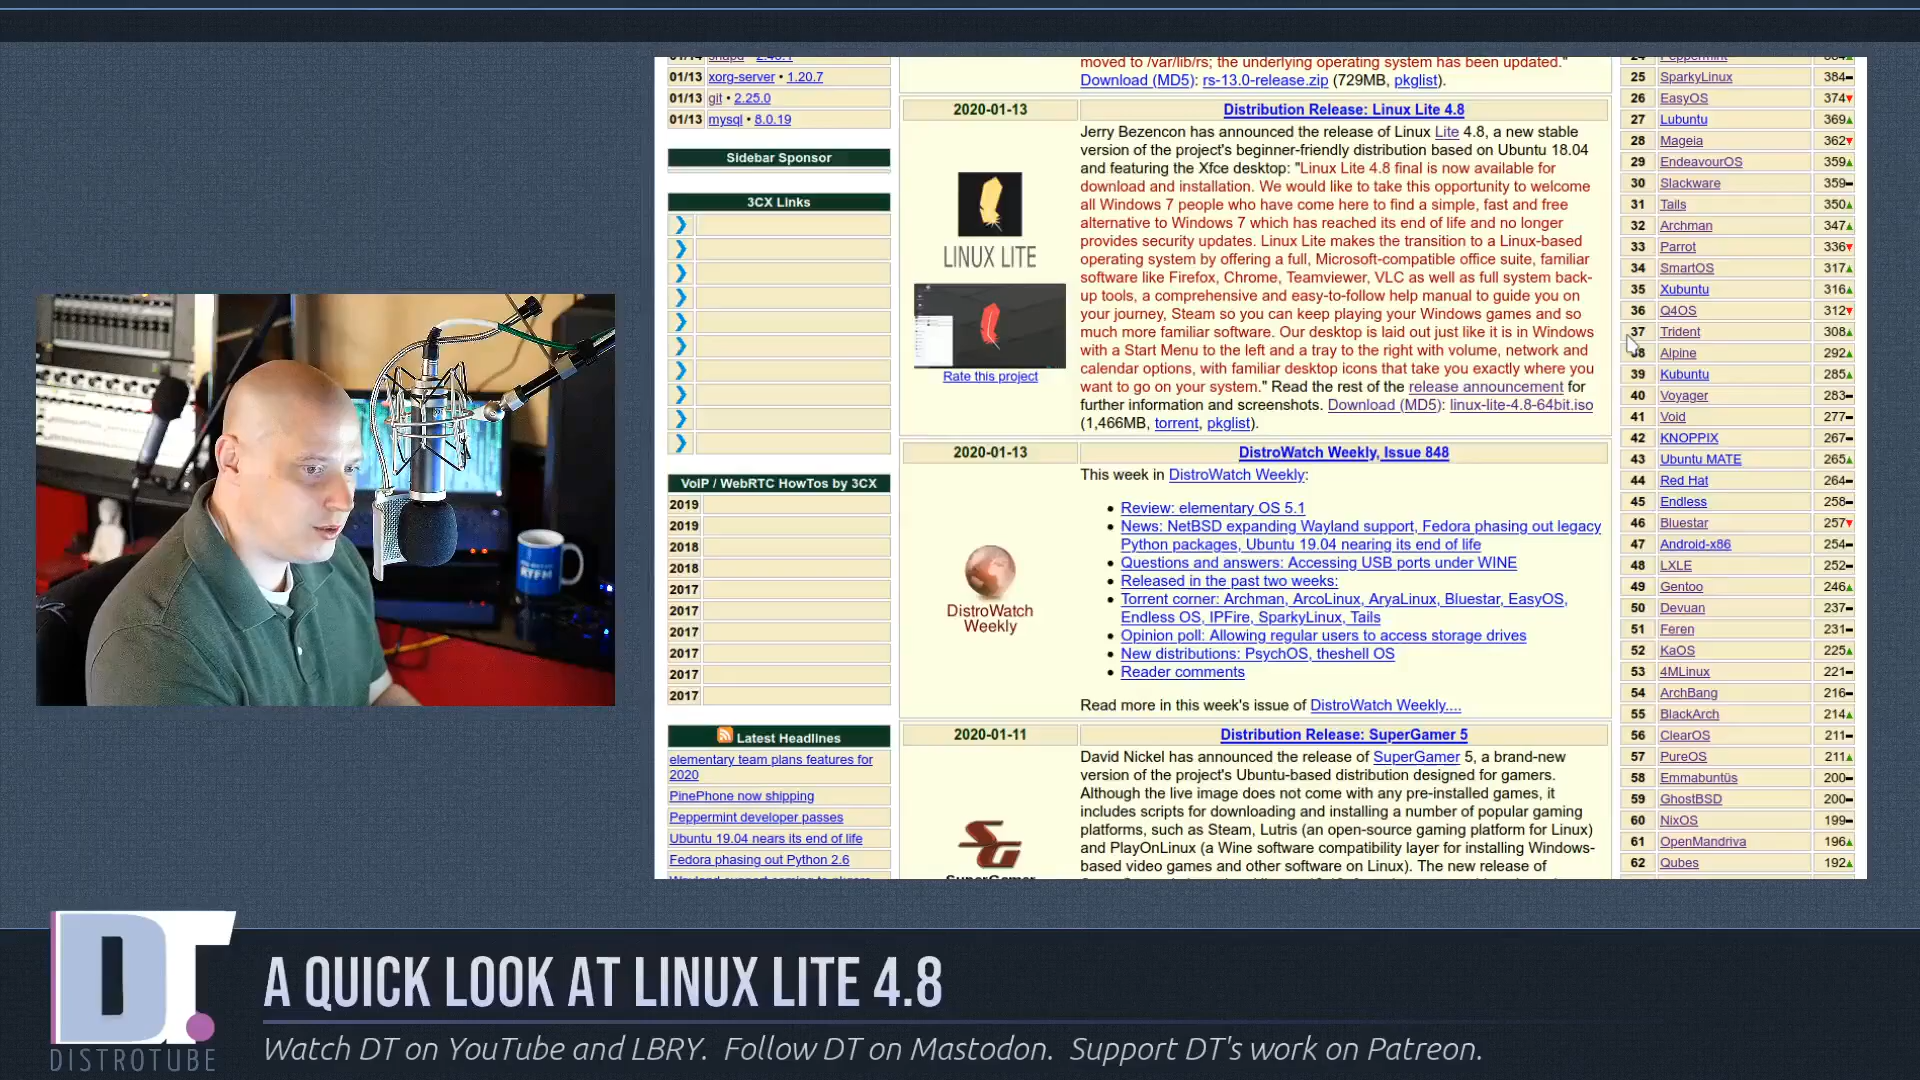 01/13 xorg-server • 1.20.7
01/13 git • 2.25.0
01/13 mysql • 8.0.19
Sidebar Sponsor
3CX Links
VoIP / WebRTC HowTos by 3CX
2019
2019
2018
2018
2017
2017
2017
2017
2017
2017
Latest Headlines
elementary team plans features for
2020
PinePhone now shipping
Peppermint developer passes
Ubuntu 19.04 nears its end of life
Fedora phasing out Python 2.6
moved to /var/lib/rs; the underlying operating system has been updated."
Download (MD5): rs-13.0-release.zip (729MB, pkglist).
2020-01-13 Distribution Release: Linux Lite 4.8
LINUX LITE
Rate this project
Jerry Bezencon has announced the release of Linux Lite 4.8, a new stable
version of the project's beginner-friendly distribution based on Ubuntu 18.04
and featuring the Xfce desktop: "Linux Lite 4.8 final is now available for
download and installation. We would like to take this opportunity to welcome
all Windows 7 people who have come here to find a simple, fast and free
alternative to Windows 7 which has reached its end of life and no longer
provides security updates. Linux Lite makes the transition to a Linux-based
operating system by offering a full, Microsoft-compatible office suite, familiar
software like Firefox, Chrome, Teamviewer, VLC as well as full system back-
up tools, a comprehensive and easy-to-follow help manual to guide you on
your journey, Steam so you can keep playing your Windows games and so
much more familiar software. Our desktop is laid out just like it is in Windows
with a Start Menu to the left and a tray to the right with volume, network and
calendar options, with familiar desktop icons that take you exactly where you
want to go on your system." Read the rest of the release announcement for
further information and screenshots. Download (MD5): linux-lite-4.8-64bit.iso
(1,466MB, torrent, pkglist).
2020-01-13 DistroWatch Weekly, Issue 848
DistroWatch
Weekly
This week in DistroWatch Weekly:
• Review: elementary OS 5.1
• News: NetBSD expanding Wayland support, Fedora phasing out legacy
Python packages, Ubuntu 19.04 nearing its end of life
• Questions and answers: Accessing USB ports under WINE
• Released in the past two weeks:
• Torrent corner: Archman, ArcoLinux, AryaLinux, Bluestar, EasyOS,
Endless OS, IPFire, SparkyLinux, Tails
• Opinion poll: Allowing regular users to access storage drives
• New distributions: PsychOS, theshell OS
• Reader comments
Read more in this week's issue of DistroWatch Weekly....
2020-01-11 Distribution Release: SuperGamer 5
SG
SuperGamer
David Nickel has announced the release of SuperGamer 5, a brand-new
version of the project's Ubuntu-based distribution designed for gamers.
Although the live image does not come with any pre-installed games, it
includes scripts for downloading and installing a number of popular gaming
platforms, such as Steam, Lutris (an open-source gaming platform for Linux)
and PlayOnLinux (a Wine software compatibility layer for installing Windows-
based video games and other software on Linux). The new release of
24 Peppermint
25 SparkyLinux 384
26 EasyOS 374
27 Lubuntu 369
28 Mageia 362
29 EndeavourOS 359
30 Slackware 359
31 Tails 350
32 Archman 347
33 Parrot 336
34 SmartOS 317
35 Xubuntu 316
36 Q4OS 312
37 Trident 308
38 Alpine 292
39 Kubuntu 285
40 Voyager 283
41 Void 277
42 KNOPPIX 267
43 Ubuntu MATE 265
44 Red Hat 264
45 Endless 258
46 Bluestar 257
47 Android-x86 254
48 LXLE 252
49 Gentoo 246
50 Devuan 237
51 Feren 231
52 KaOS 225
53 4MLinux 221
54 ArchBang 216
55 BlackArch 214
56 ClearOS 211
57 PureOS 211
58 Emmabuntüs 200
59 GhostBSD 200
60 NixOS 199
61 OpenMandriva 196
62 Qubes 192
RTFM
DT
DISTROTUBE
A QUICK LOOK AT LINUX LITE 4.8
Watch DT on YouTube and LBRY. Follow DT on Mastodon. Support DT's work on Patreon.